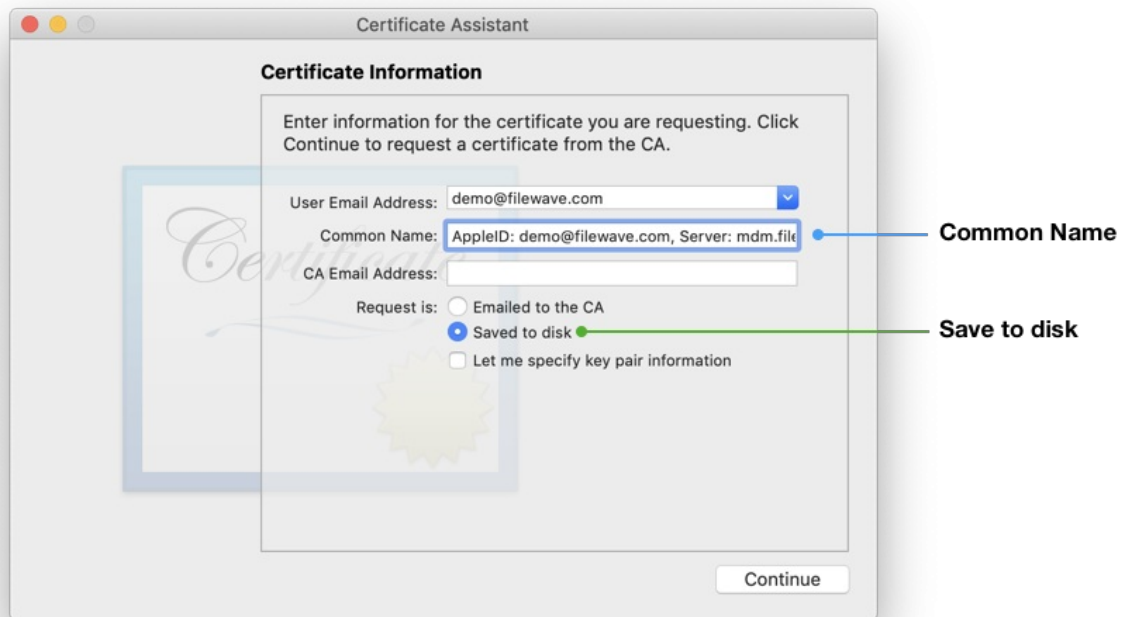 Certificate Assistant
Certificate Information
Enter information for the certificate you are requesting. Click
Continue to request a certificate from the CA.
User Email Address: demo@filewave.com
Common Name: AppleID: demo@filewave.com, Server: mdm.file
Common Name
CA Email Address:
Request is: Emailed to the CA
Saved to disk
Save to disk
Let me specify key pair information
Certificate
Continue